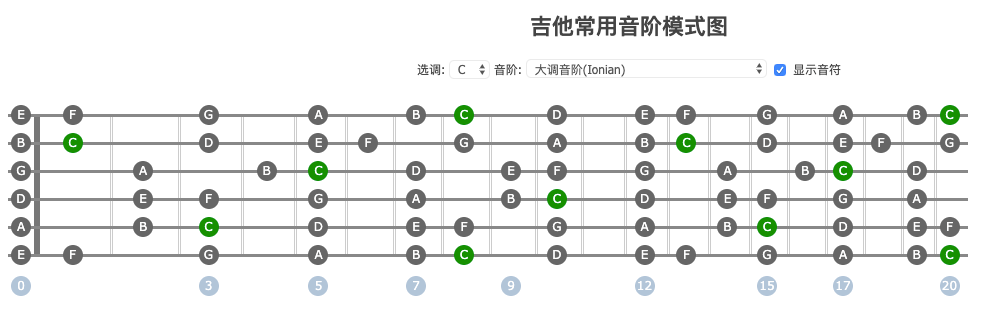 吉他常用音阶模式图
选调: C 音阶: 大调音阶(Ionian) 显示音符
E F G A B C D E F G A B C
B C D E F G A B C D E F G
G A B C D E F G A B C D
D E F G A B C D E F G A
A B C D E F G A B C D E F
E F G A B C D E F G A B C
0 3 5 7 9 12 15 17 20